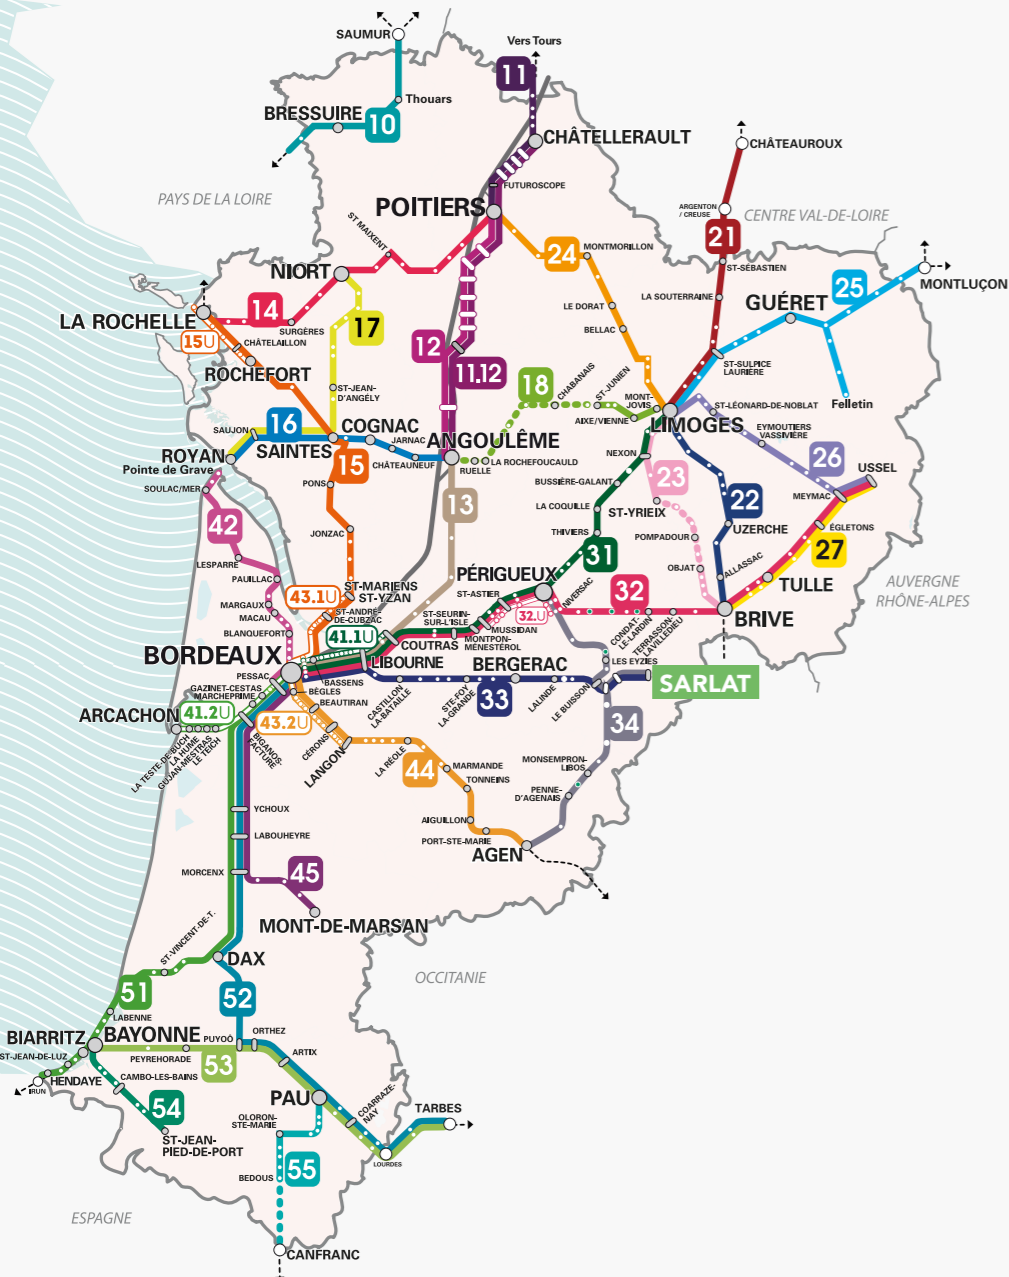 SAUMUR
Vers Tours
11
Thouars
BRESSUIRE
10
CHÂTELLERAULT
CHÂTEAUROUX
FUTUROSCOPE
PAYS DE LA LOIRE
POITIERS
ARGENTON
/ CREUSE
CENTRE VAL-DE-LOIRE
ST MAIXENT
24
MONTMORILLON
21
ST-SÉBASTIEN
NIORT
MONTLUÇON
25
LA SOUTERRAINE
GUÉRET
LE DORAT
14
LA ROCHELLE
SURGÈRES
17
BELLAC
15U
CHÂTELAILLON
12
ROCHEFORT
11.12
ST-SULPICE
LAURIÈRE
18
CHABANAIS
ST-JUNIEN
ST-JEAN-
D'ANGÉLY
MONT-
JOVIS
Felletin
ST-LÉONARD-DE-NOBLAT
16
COGNAC
AIXE/VIENNE
LIMOGES
SAUJON
EYMOUTIERS
VASSIVIÈRE
JARNAC
ANGOULÊME
ROYAN
SAINTES
NEXON
26
Pointe de Grave
15
CHÂTEAUNEUF
LA ROCHEFOUCAULD
RUELLE
USSEL
23
SOULAC/MER
PONS
BUSSIÈRE-GALANT
22
MEYMAC
13
LA COQUILLE
ST-YRIEIX
42
UZERCHE
ÉGLETONS
JONZAC
THIVIERS
POMPADOUR
27
31
LESPARRE
OBJAT
ALLASSAC
TULLE
PAUILLAC
PÉRIGUEUX
AUVERGNE
RHÔNE-ALPES
43.1U
ST-MARIENS
ST-YZAN
ST-ASTIER
NIVERSAC
32
MARGAUX
MACAU
ST-ANDRÉ-
DE-CUBZAC
ST-SEURIN-
SUR-L'ISLE
32.U
BRIVE
BLANQUEFORT
41.1U
MUSSIDAN
CONDAT-
LE-LARDIN
TERRASSON-
LAVILLEDIEU
COUTRAS
MONTPON-
MÉNESTÉROL
BORDEAUX
LIBOURNE
BERGERAC
LES EYZIES
PESSAC
BASSENS
SARLAT
GAZINET-CESTAS
MARCHEPRIME
BÈGLES
CASTILLON
LA-BATAILLE
STE-FOY
LA-GRANDE
33
LALINDE
LE BUISSON
BEAUTIRAN
ARCACHON
41.2U
43.2U
34
LA TESTE-DE-BUCH
LA HUME
GUJAN-MESTRAS
LE TEICH
BIGANOS-
FACTURE
CÉRONS
LANGON
LA RÉOLE
44
MONSEMPRON-
LIBOS
MARMANDE
TONNEINS
PENNE-
D'AGENAIS
YCHOUX
AIGUILLON
LABOUHEYRE
PORT-STE-MARIE
AGEN
MORCENX
45
MONT-DE-MARSAN
ST-VINCENT-DE-T.
DAX
OCCITANIE
51
52
LABENNE
BIARRITZ
BAYONNE
PUYOÔ
ORTHEZ
ST-JEAN-DE-LUZ
PEYREHORADE
53
ARTIX
HENDAYE
CAMBO-LES-BAINS
IRUN
PAU
54
COARRAZE-
NAY
TARBES
OLORON-
STE-MARIE
ST-JEAN-
PIED-DE-PORT
LOURDES
55
BEDOUS
ESPAGNE
CANFRANC